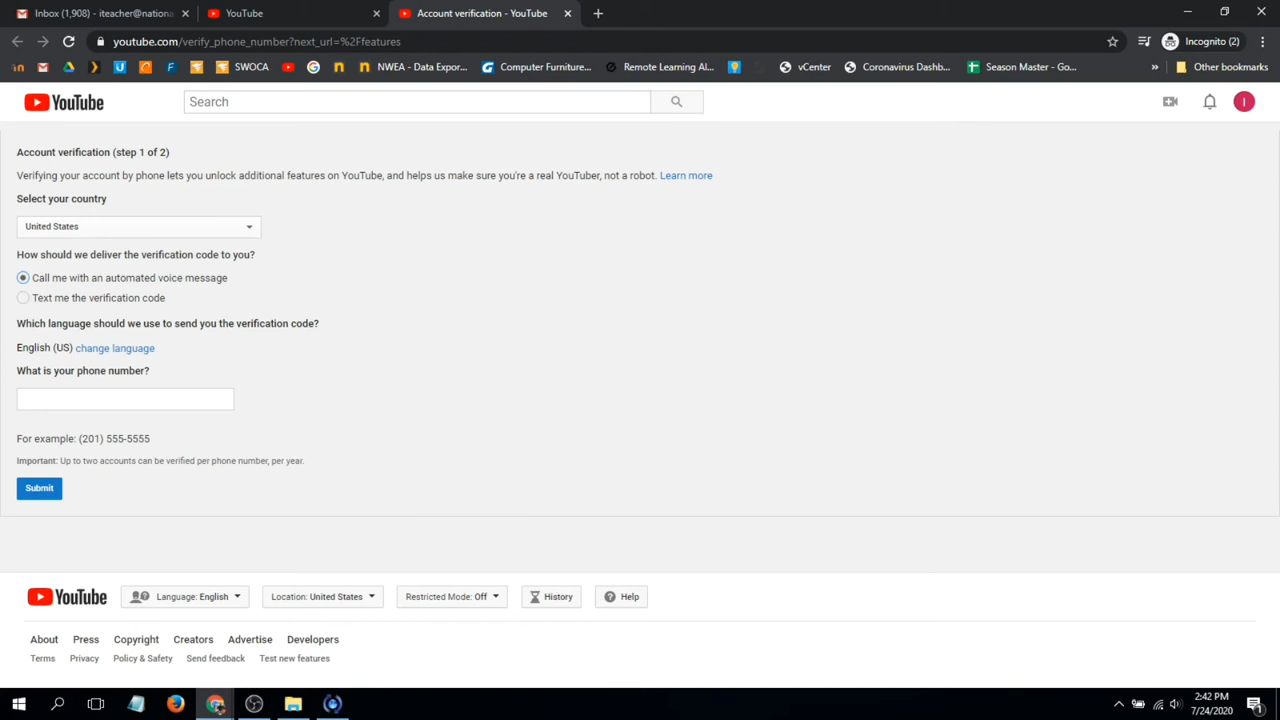 Inbox (1,908) - iteacher@nationa
YouTube
Account verification - YouTube
youtube.com/verify_phone_number?next_url=%2Ffeatures
Incognito (2)
SWOCA
NWEA - Data Expor...
Computer Furniture...
Remote Learning Al...
vCenter
Coronavirus Dashb...
Season Master - Go...
»
Other bookmarks
YouTube
Search
I
Account verification (step 1 of 2)
Verifying your account by phone lets you unlock additional features on YouTube, and helps us make sure you're a real YouTuber, not a robot. Learn more
Select your country
United States
How should we deliver the verification code to you?
Call me with an automated voice message
Text me the verification code
Which language should we use to send you the verification code?
English (US) change language
What is your phone number?
For example: (201) 555-5555
Important: Up to two accounts can be verified per phone number, per year.
Submit
YouTube
Language: English
Location: United States
Restricted Mode: Off
History
Help
About Press Copyright Creators Advertise Developers
Terms Privacy Policy & Safety Send feedback Test new features
2:42 PM
7/24/2020
1